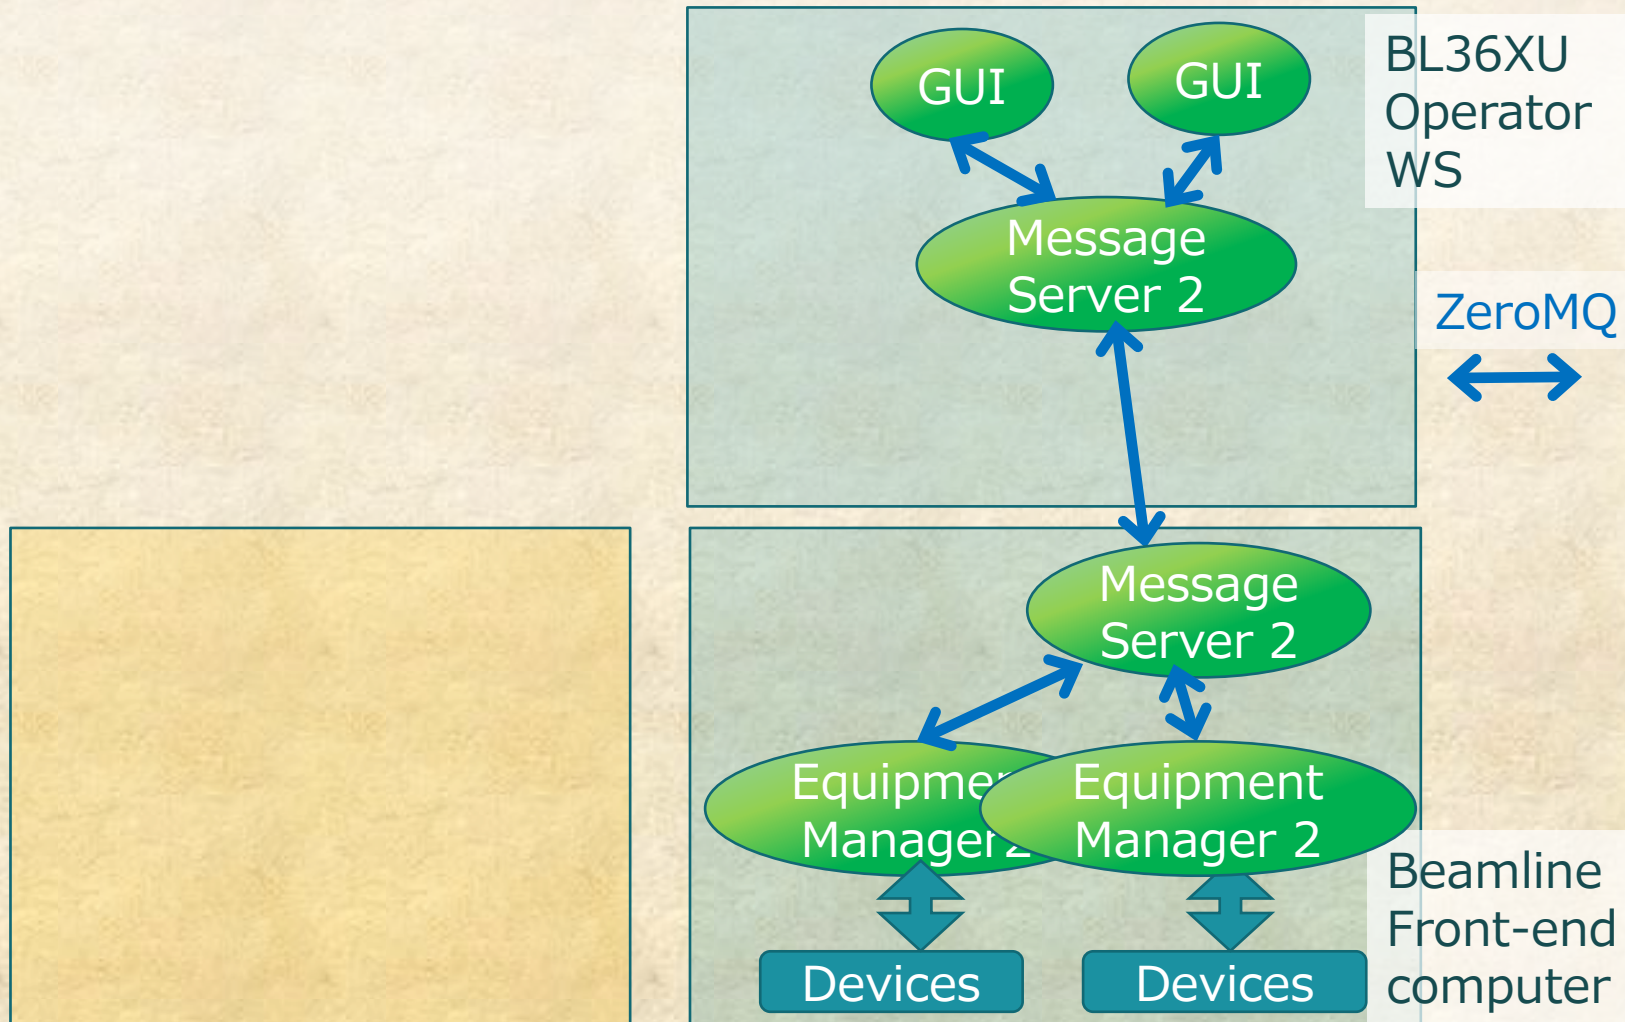 GUI
GUI
BL36XU
Operator
WS
Message
Server 2
ZeroMQ
Message
Server 2
Manager2
Equipment
Manager 2
Beamline
Front-end
computer
Devices
Devices